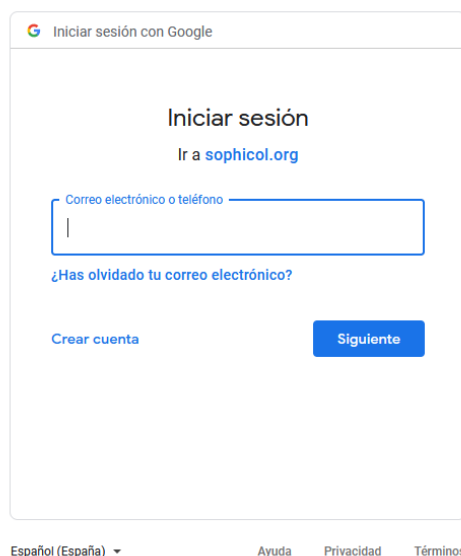 Iniciar sesión con Google
Iniciar sesión
Ir a sophicol.org
Correo electrónico o teléfono
¿Has olvidado tu correo electrónico?
Crear cuenta Siguiente
Español (España) Ayuda Privacidad Términos